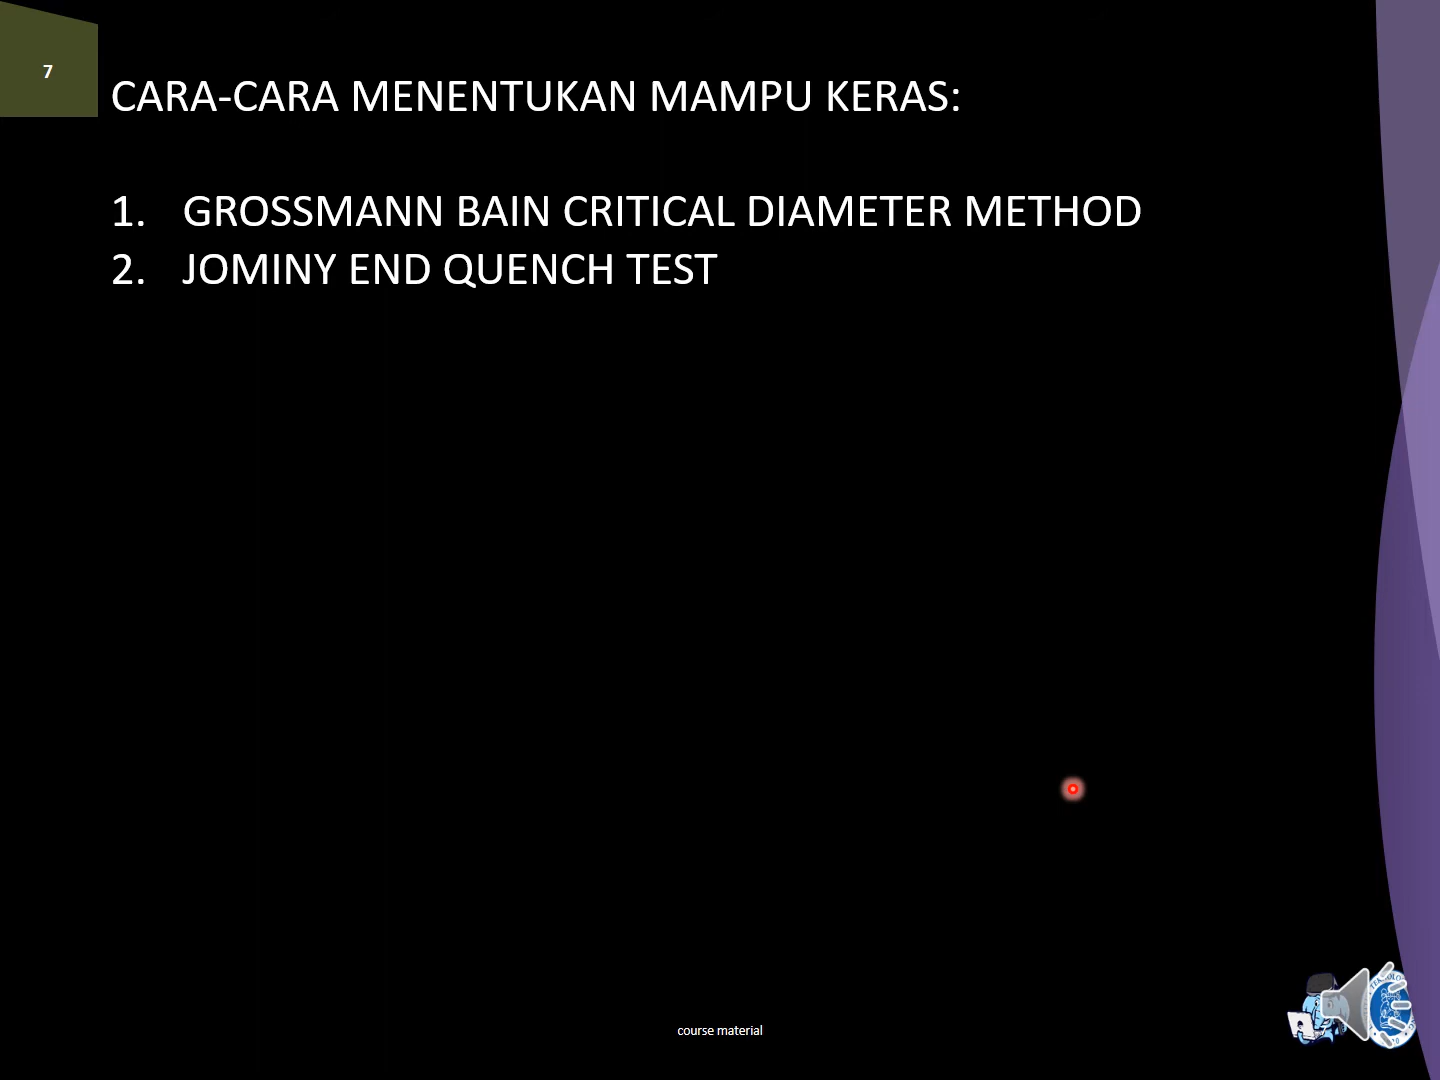 7
CARA-CARA MENENTUKAN MAMPU KERAS:
1. GROSSMANN BAIN CRITICAL DIAMETER METHOD
2. JOMINY END QUENCH TEST
course material